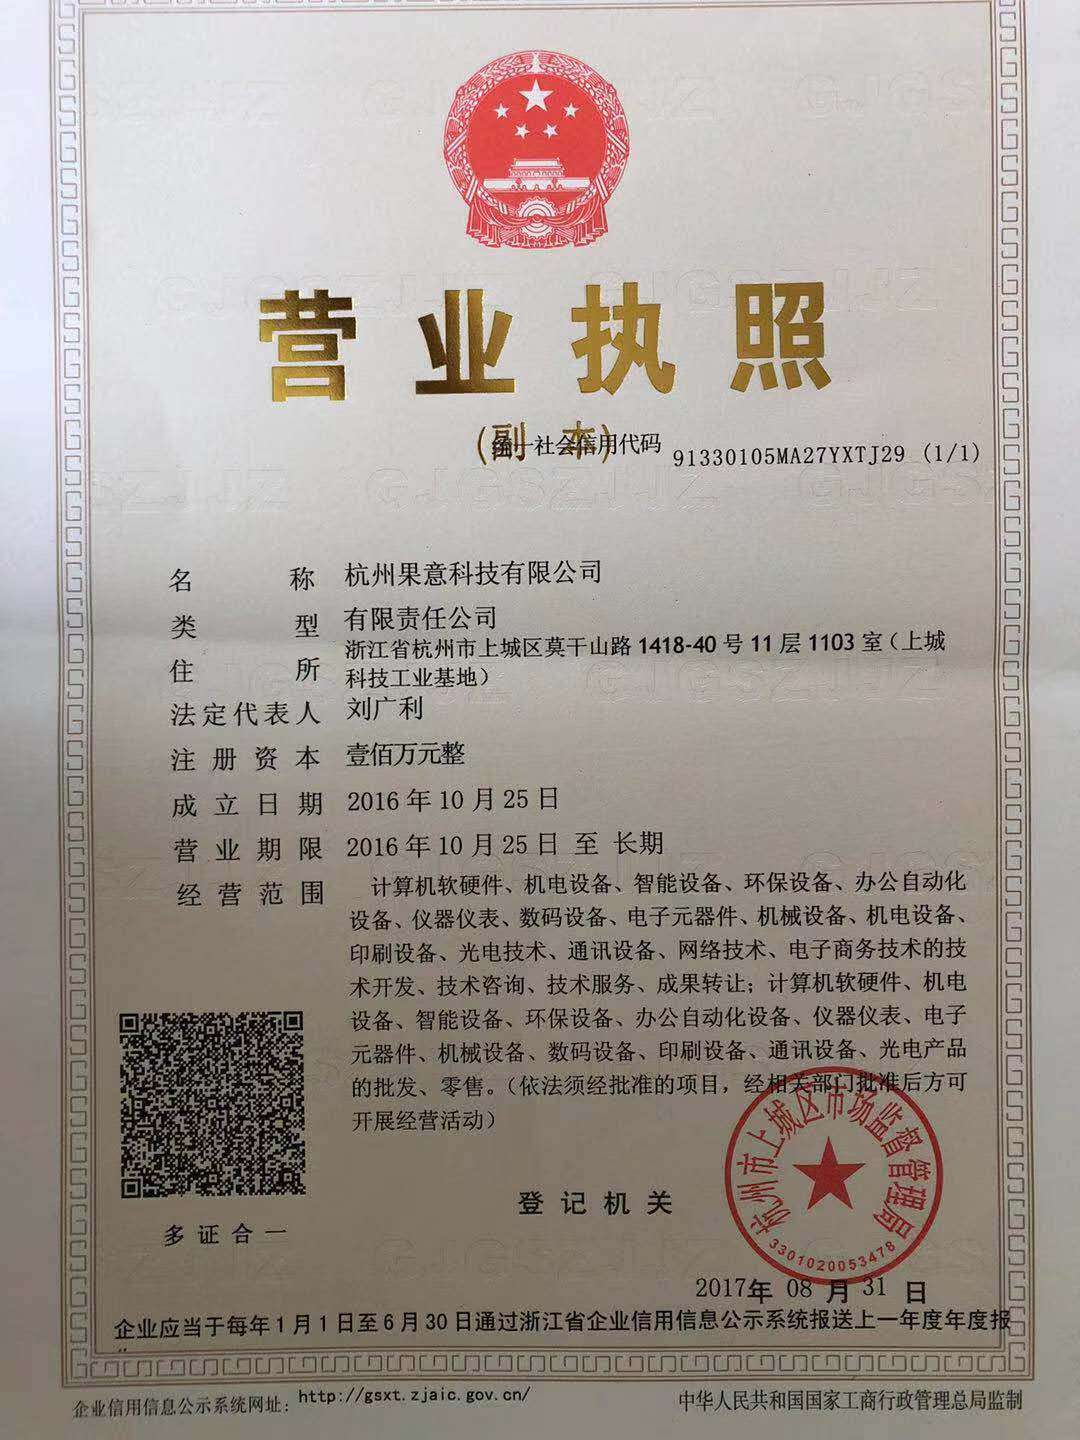 营业执照
(副 本)
统一社会信用代码 91330105MA27YXTJ29 (1/1)
名 称 杭州果意科技有限公司
类 型 有限责任公司
住 所 浙江省杭州市上城区莫干山路1418-40号11层1103室（上城
科技工业基地）
法定代表人 刘广利
注册资本 壹佰万元整
成立日期 2016年10月25日
营业期限 2016年10月25日 至 长期
经营范围 计算机软硬件、机电设备、智能设备、环保设备、办公自动化
设备、仪器仪表、数码设备、电子元器件、机械设备、机电设备、
印刷设备、光电技术、通讯设备、网络技术、电子商务技术的技
术开发、技术咨询、技术服务、成果转让；计算机软硬件、机电
设备、智能设备、环保设备、办公自动化设备、仪器仪表、电子
元器件、机械设备、数码设备、印刷设备、通讯设备、光电产品
的批发、零售。（依法须经批准的项目，经相关部门批准后方可
开展经营活动）
多证合一
登记机关
杭州市上城区市场监督管理局
3301020053478
2017年 08 月 31 日
企业应当于每年1月1日至6月30日通过浙江省企业信用信息公示系统报送上一年度年度报
企业信用信息公示系统网址：http://gsxt.zjaic.gov.cn/
中华人民共和国国家工商行政管理总局监制